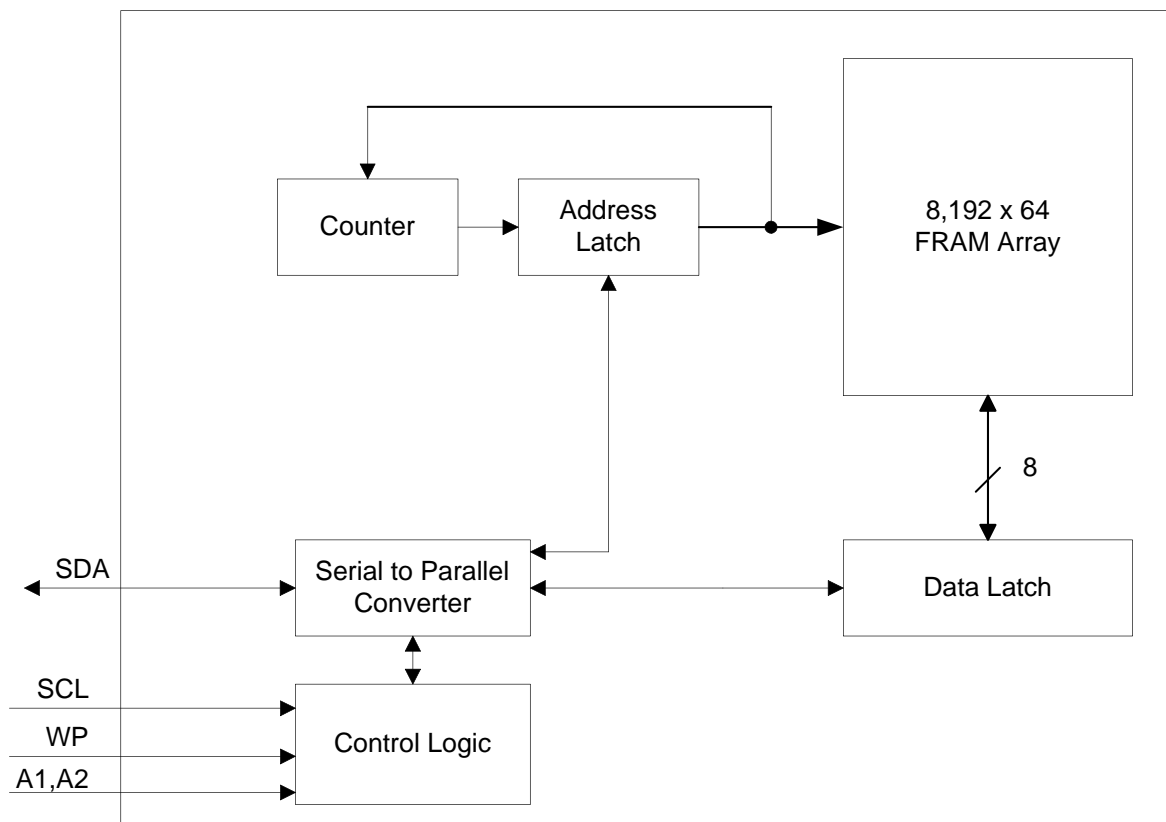 Counter
Address
Latch
8,192 x 64
FRAM Array
8
SDA
Serial to Parallel
Converter
Data Latch
SCL
WP
A1,A2
Control Logic